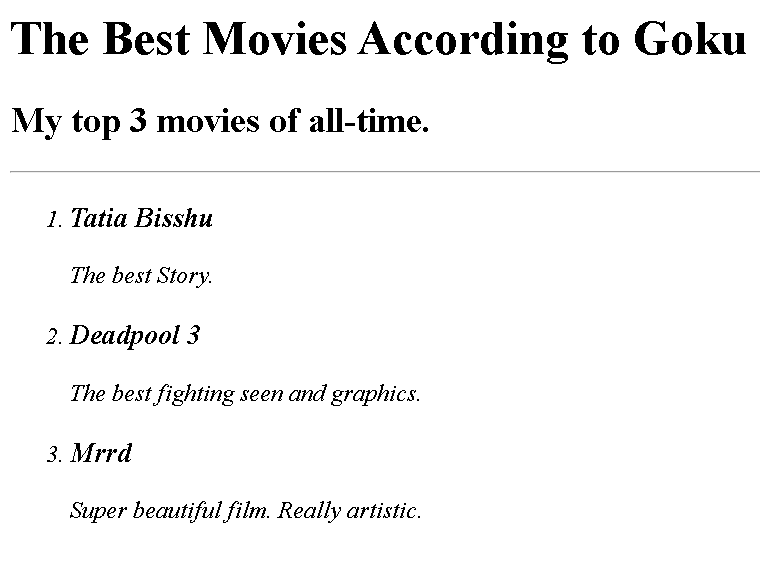 The Best Movies According to Goku
My top 3 movies of all-time.
1. Tatia Bisshu
The best Story.
2. Deadpool 3
The best fighting seen and graphics.
3. Mrrd
Super beautiful film. Really artistic.